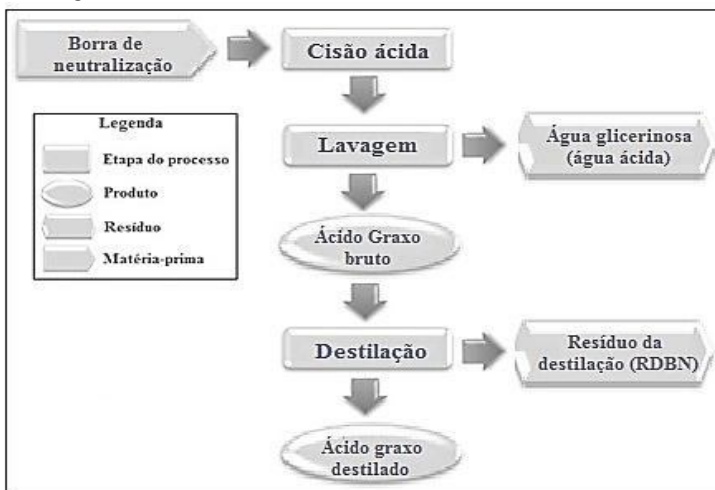 Borra de
neutralização
Cisão ácida
Legenda
Etapa do processo
Produto
Resíduo
Matéria-prima
Lavagem
Água glicerinosa
(água ácida)
Ácido Graxo
bruto
Destilação
Resíduo da
destilação (RDBN)
Ácido graxo
destilado